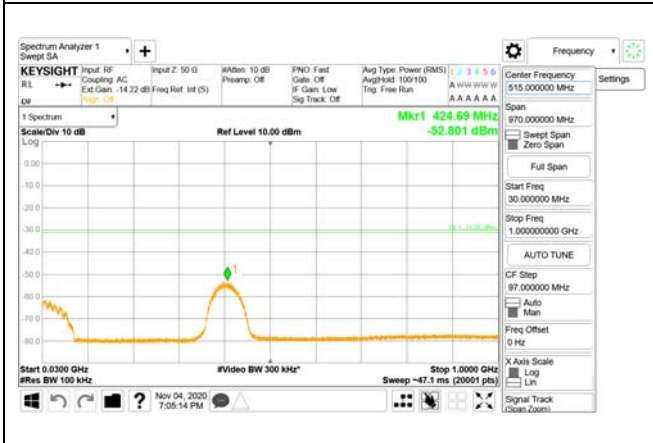 Spectrum Analyzer 1
Swept SA
+
Frequency
KEYSIGHT
Input: RF
Coupling: AC
Ext Gain: -14.22 dB
Align: Off
RL
Input Z: 50 Ω
Freq Ref: Int (S)
#Atten: 10 dB
Preamp: Off
PNO: Fast
Gate: Off
IF Gain: Low
Sig Track: Off
Avg Type: Power (RMS)
Avg|Hold: 100/100
Trig: Free Run
1 2 3 4 5 6
A W W W W W
A A A A A A
Center Frequency
515.000000 MHz
Settings
1 Spectrum
Scale/Div 10 dB
Log
Ref Level 10.00 dBm
Mkr1 424.69 MHz
-52.801 dBm
0.00
-10.0
-20.0
-30.0
-40.0
-50.0
-60.0
-70.0
-80.0
1
Span
970.000000 MHz
Swept Span
Zero Span
Full Span
Start Freq
30.000000 MHz
Stop Freq
1.000000000 GHz
AUTO TUNE
CF Step
97.000000 MHz
Auto
Man
Freq Offset
0 Hz
X Axis Scale
Log
Lin
Signal Track
(Span Zoom)
Start 0.0300 GHz
#Res BW 100 kHz
#Video BW 300 kHz*
Stop 1.0000 GHz
Sweep ~47.1 ms (20001 pts)
?
Nov 04, 2020
7:05:14 PM